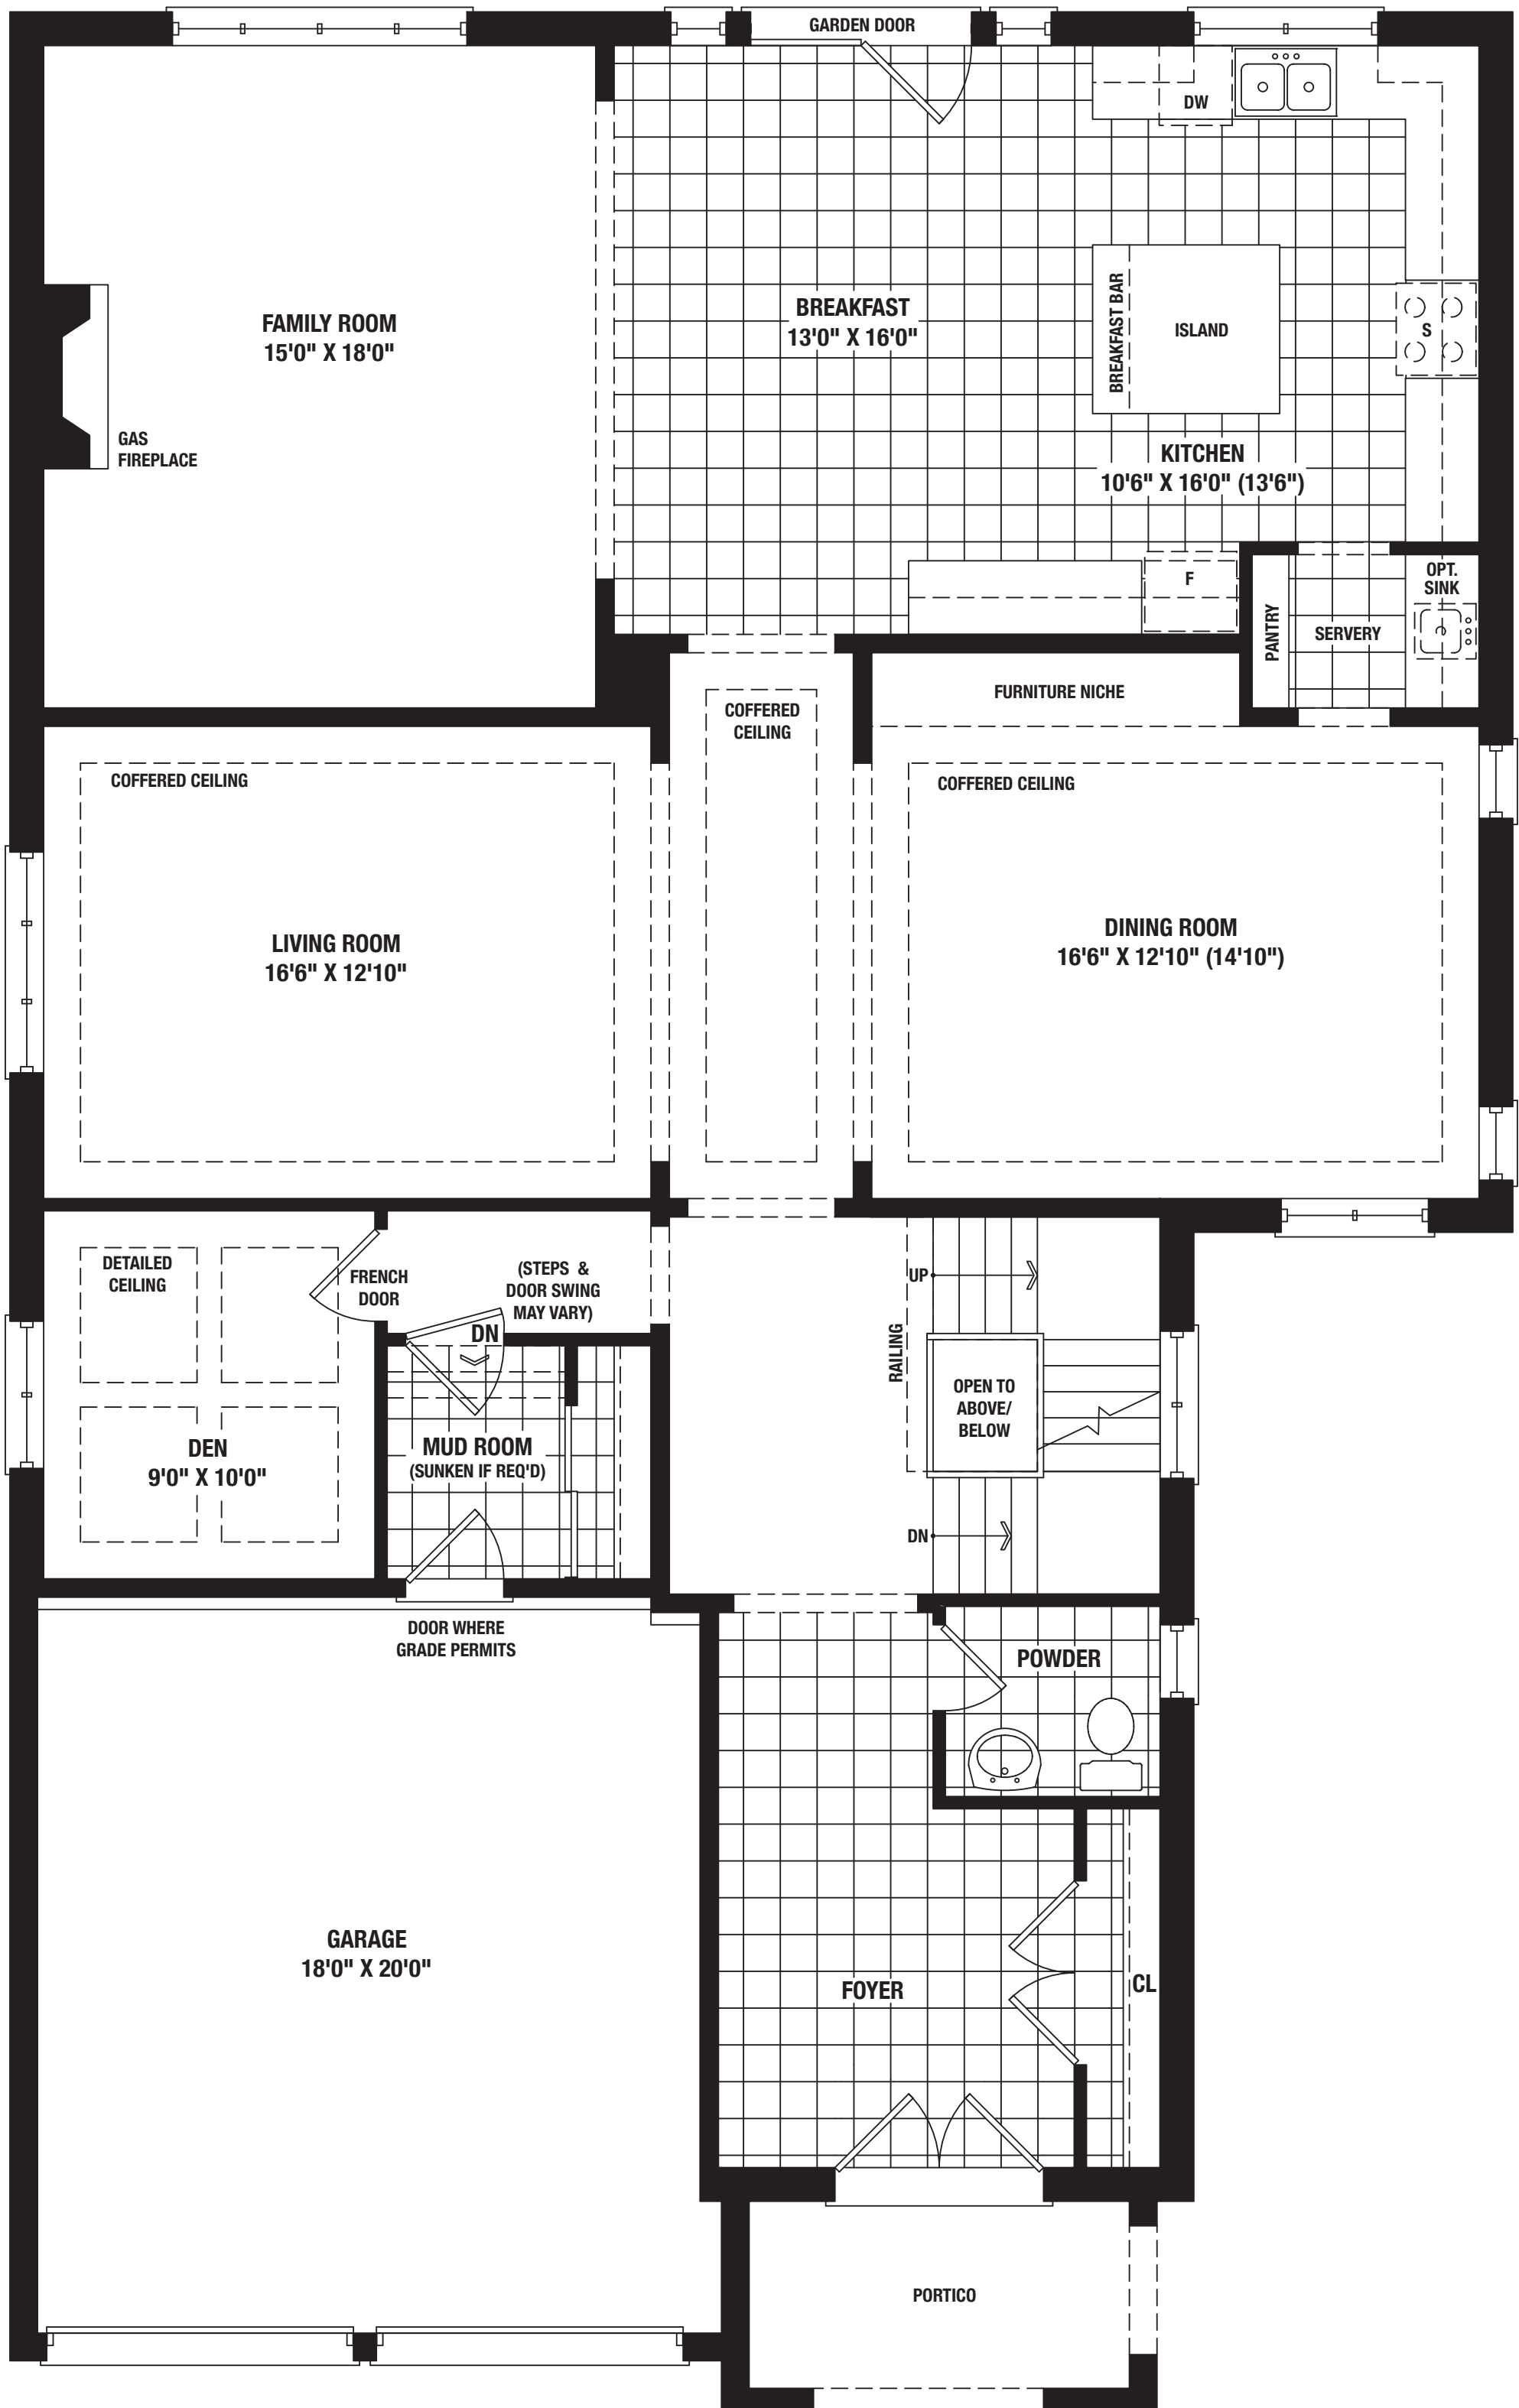 GARDEN DOOR
DW
FAMILY ROOM
15'0" X 18'0"
BREAKFAST
13'0" X 16'0"
BREAKFAST BAR
ISLAND
S
GAS
FIREPLACE
KITCHEN
10'6" X 16'0" (13'6")
F
OPT.
SINK
PANTRY
SERVERY
FURNITURE NICHE
COFFERED
CEILING
COFFERED CEILING
COFFERED CEILING
LIVING ROOM
16'6" X 12'10"
DINING ROOM
16'6" X 12'10" (14'10")
DETAILED
CEILING
FRENCH
DOOR
(STEPS &
DOOR SWING
MAY VARY)
UP
DN
RAILING
OPEN TO
ABOVE/
BELOW
DEN
9'0" X 10'0"
MUD ROOM
(SUNKEN IF REQ'D)
DN
DOOR WHERE
GRADE PERMITS
POWDER
GARAGE
18'0" X 20'0"
FOYER
CL
PORTICO